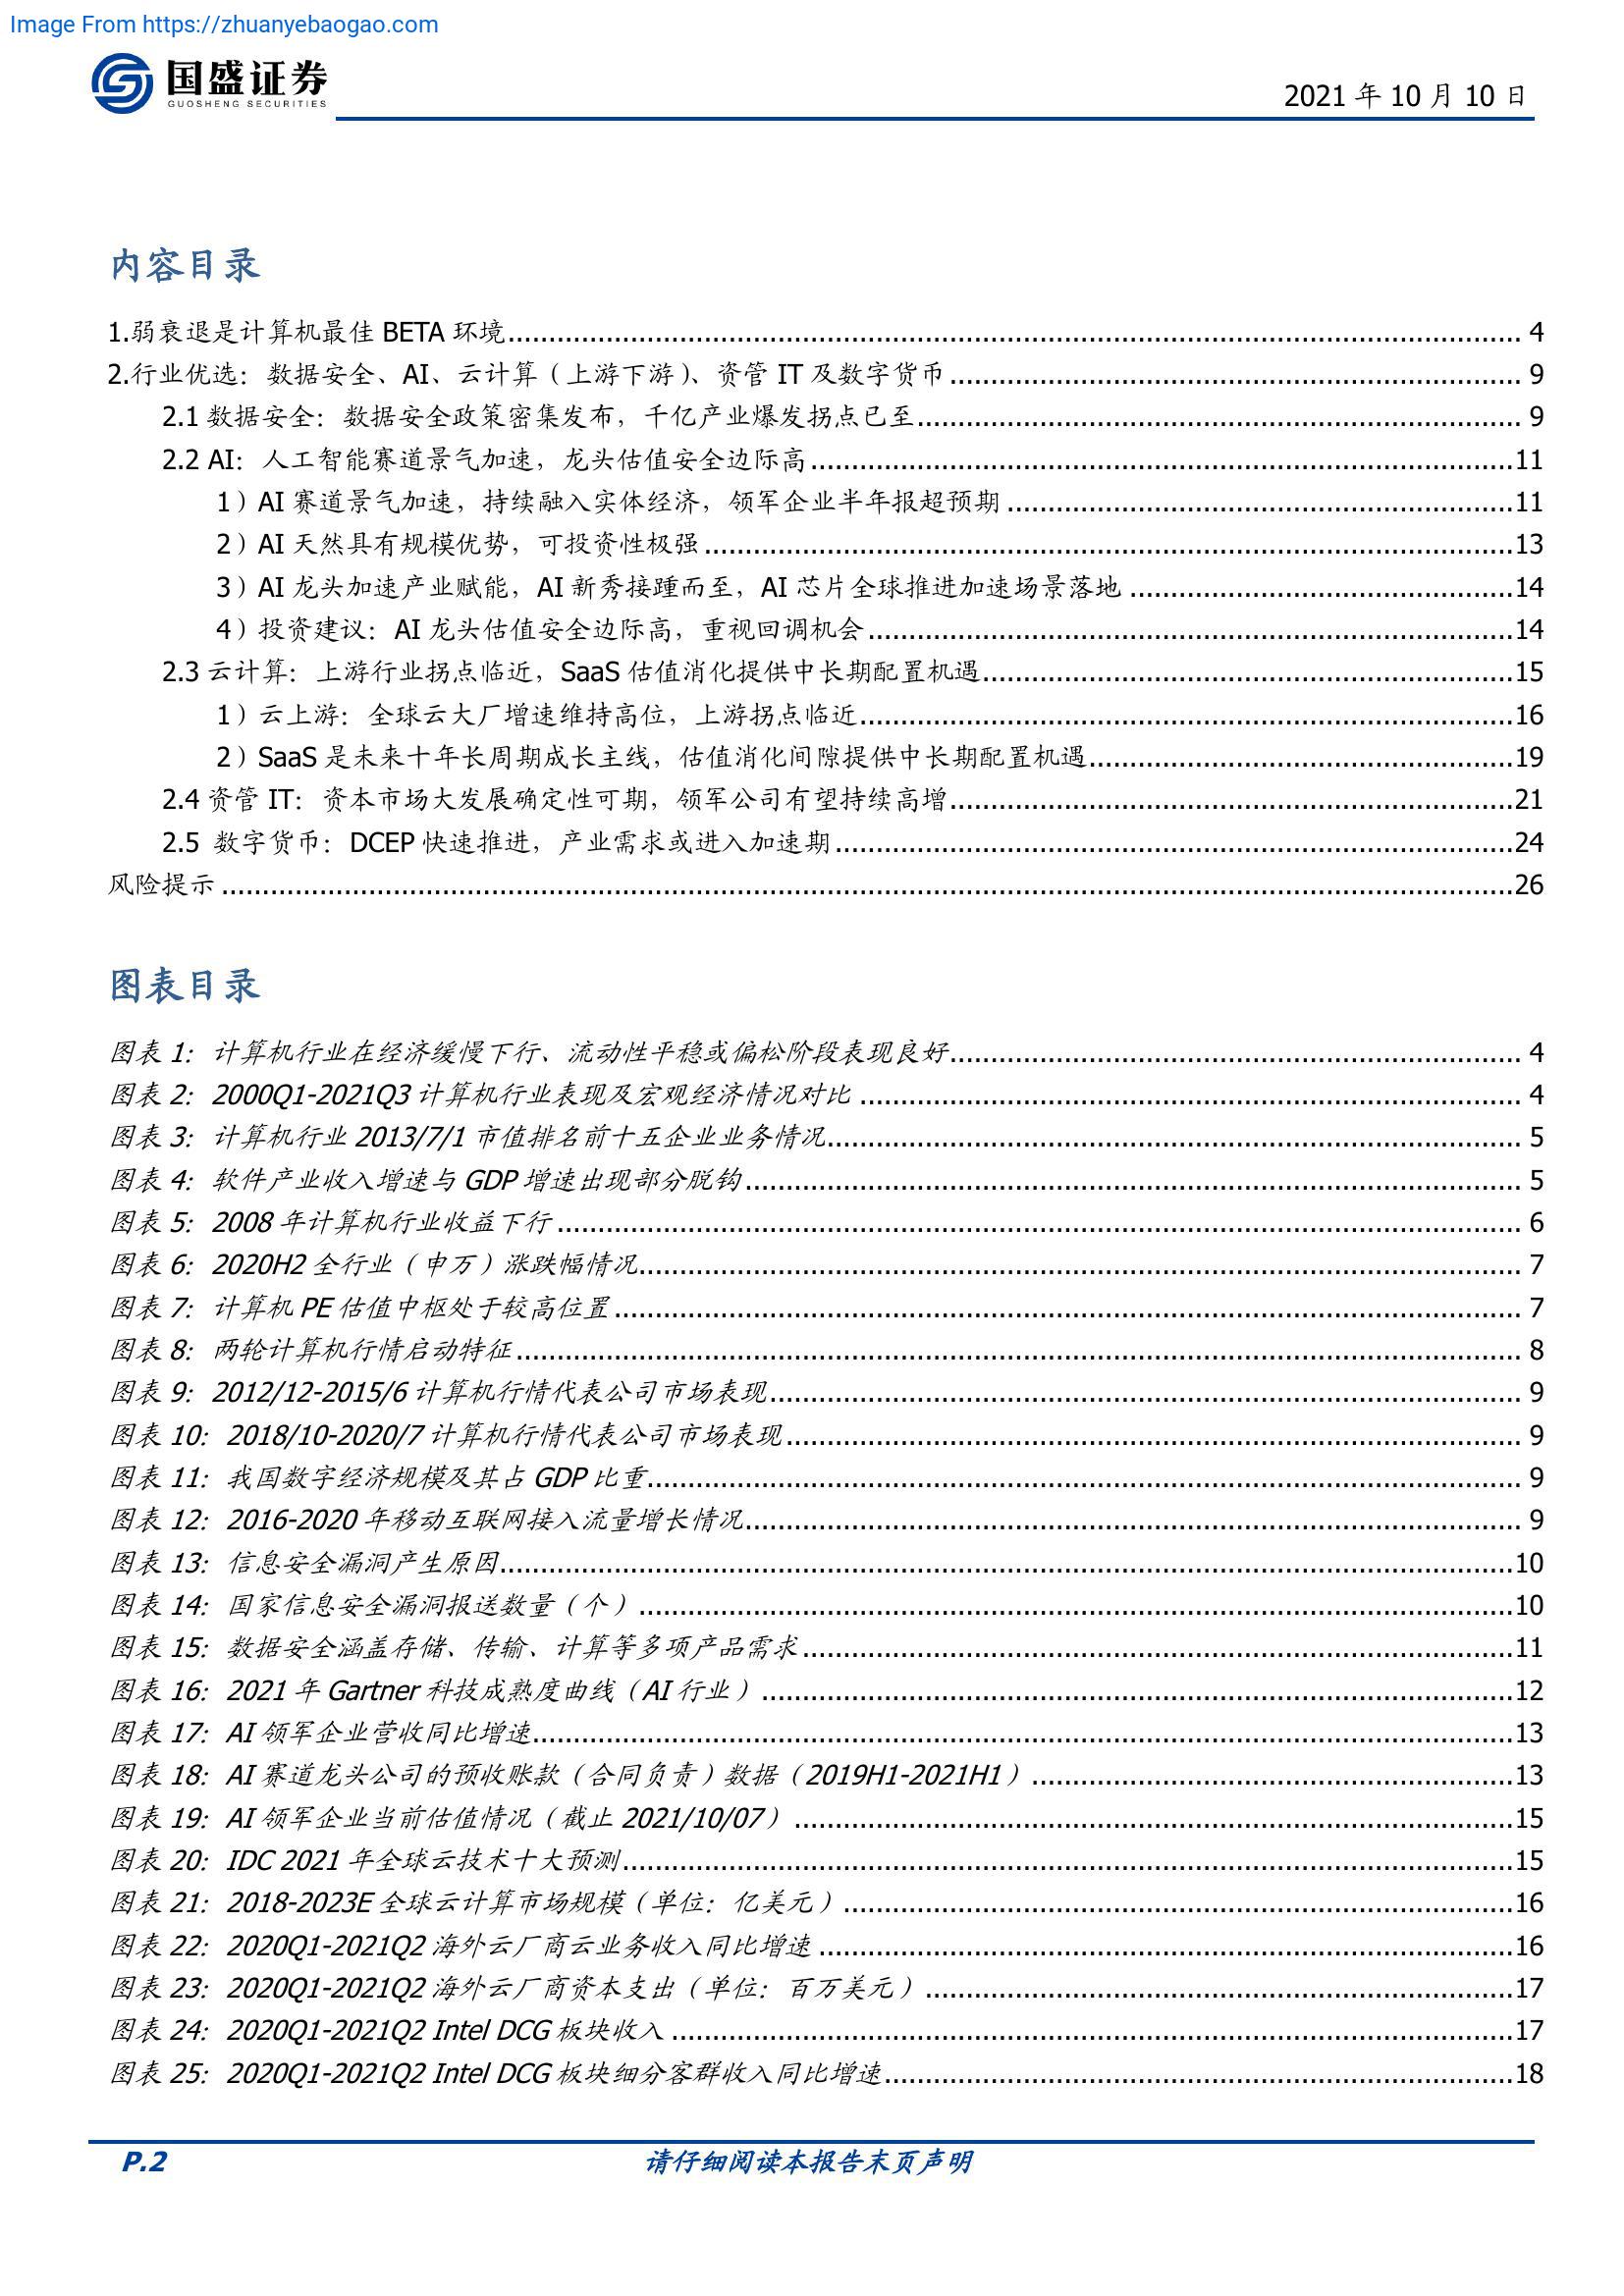 Image From https://zhuanyebaogao.com
国盛证券
GUOSHENG SECURITIES
2021 年 10 月 10 日
内容目录
1.弱衰退是计算机最佳 BETA 环境 4
2.行业优选：数据安全、AI、云计算（上游下游）、资管 IT 及数字货币 9
2.1 数据安全：数据安全政策密集发布，千亿产业爆发拐点已至 9
2.2 AI：人工智能赛道景气加速，龙头估值安全边际高 11
1）AI 赛道景气加速，持续融入实体经济，领军企业半年报超预期 11
2）AI 天然具有规模优势，可投资性极强 13
3）AI 龙头加速产业赋能，AI 新秀接踵而至，AI 芯片全球推进加速场景落地 14
4）投资建议：AI 龙头估值安全边际高，重视回调机会 14
2.3 云计算：上游行业拐点临近，SaaS 估值消化提供中长期配置机遇 15
1）云上游：全球云大厂增速维持高位，上游拐点临近 16
2）SaaS 是未来十年长周期成长主线，估值消化间隙提供中长期配置机遇 19
2.4 资管 IT：资本市场大发展确定性可期，领军公司有望持续高增 21
2.5 数字货币：DCEP 快速推进，产业需求或进入加速期 24
风险提示 26
图表目录
图表 1：计算机行业在经济缓慢下行、流动性平稳或偏松阶段表现良好 4
图表 2：2000Q1-2021Q3 计算机行业表现及宏观经济情况对比 4
图表 3：计算机行业 2013/7/1 市值排名前十五企业业务情况 5
图表 4：软件产业收入增速与 GDP 增速出现部分脱钩 5
图表 5：2008 年计算机行业收益下行 6
图表 6：2020H2 全行业（申万）涨跌幅情况 7
图表 7：计算机 PE 估值中枢处于较高位置 7
图表 8：两轮计算机行情启动特征 8
图表 9：2012/12-2015/6 计算机行情代表公司市场表现 9
图表 10：2018/10-2020/7 计算机行情代表公司市场表现 9
图表 11：我国数字经济规模及其占 GDP 比重 9
图表 12：2016-2020 年移动互联网接入流量增长情况 9
图表 13：信息安全漏洞产生原因 10
图表 14：国家信息安全漏洞报送数量（个） 10
图表 15：数据安全涵盖存储、传输、计算等多项产品需求 11
图表 16：2021 年 Gartner 科技成熟度曲线（AI 行业） 12
图表 17：AI 领军企业营收同比增速 13
图表 18：AI 赛道龙头公司的预收账款（合同负责）数据（2019H1-2021H1） 13
图表 19：AI 领军企业当前估值情况（截止 2021/10/07） 15
图表 20：IDC 2021 年全球云技术十大预测 15
图表 21：2018-2023E 全球云计算市场规模（单位：亿美元） 16
图表 22：2020Q1-2021Q2 海外云厂商云业务收入同比增速 16
图表 23：2020Q1-2021Q2 海外云厂商资本支出（单位：百万美元） 17
图表 24：2020Q1-2021Q2 Intel DCG 板块收入 17
图表 25：2020Q1-2021Q2 Intel DCG 板块细分客群收入同比增速 18
P.2 请仔细阅读本报告末页声明